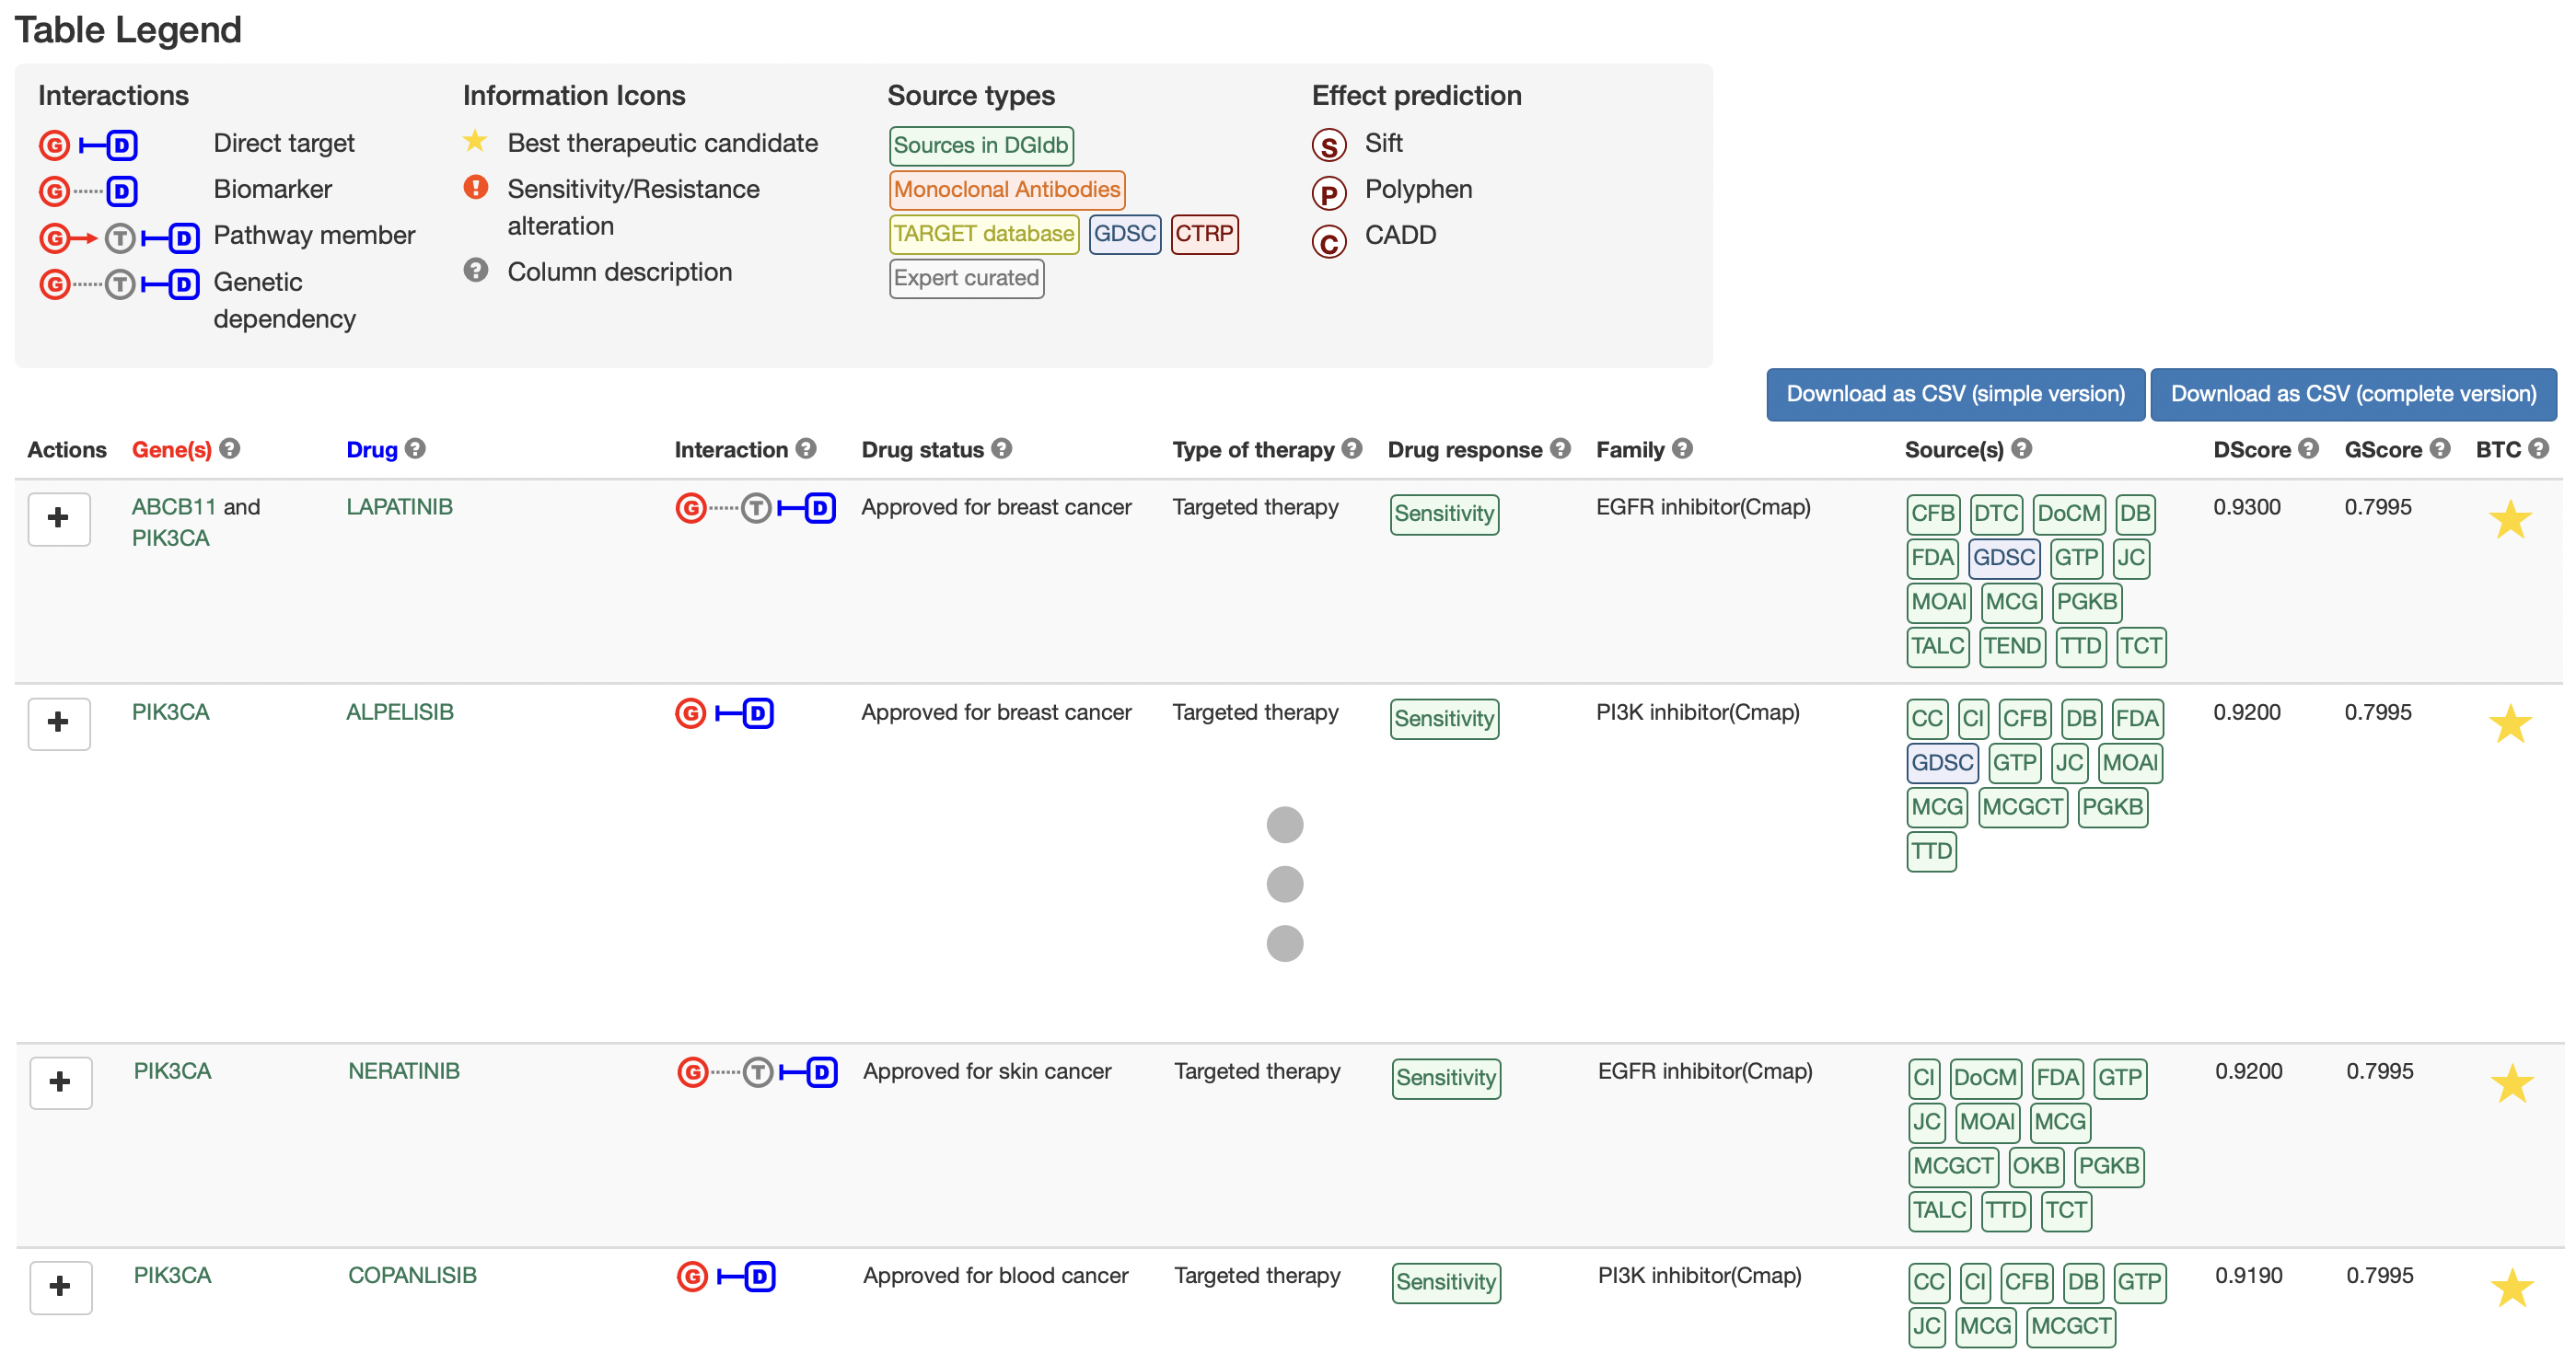 Table Legend
Interactions
G D Direct target
G D Biomarker
G T D Pathway member
G T D Genetic
dependency
Information Icons
Best therapeutic candidate
! Sensitivity/Resistance
alteration
? Column description
Source types
Sources in DGIdb
Monoclonal Antibodies
TARGET database GDSC CTRP
Expert curated
Effect prediction
S Sift
P Polyphen
C CADD
Download as CSV (simple version) Download as CSV (complete version)
Actions Gene(s) ? Drug ? Interaction ? Drug status ? Type of therapy ? Drug response ? Family ? Source(s) ? DScore ? GScore ? BTC ?
+ ABCB11 and LAPATINIB G T D Approved for breast cancer Targeted therapy Sensitivity EGFR inhibitor(Cmap) CFB DTC DoCM DB 0.9300 0.7995
PIK3CA
FDA GDSC GTP JC
MOAI MCG PGKB
TALC TEND TTD TCT
+ PIK3CA ALPELISIB G D Approved for breast cancer Targeted therapy Sensitivity PI3K inhibitor(Cmap) CC CI CFB DB FDA 0.9200 0.7995
GDSC GTP JC MOAI
MCG MCGCT PGKB
TTD
+ PIK3CA NERATINIB G T D Approved for skin cancer Targeted therapy Sensitivity EGFR inhibitor(Cmap) CI DoCM FDA GTP 0.9200 0.7995
JC MOAI MCG
MCGCT OKB PGKB
TALC TTD TCT
+ PIK3CA COPANLISIB G D Approved for blood cancer Targeted therapy Sensitivity PI3K inhibitor(Cmap) CC CI CFB DB GTP 0.9190 0.7995
JC MCG MCGCT